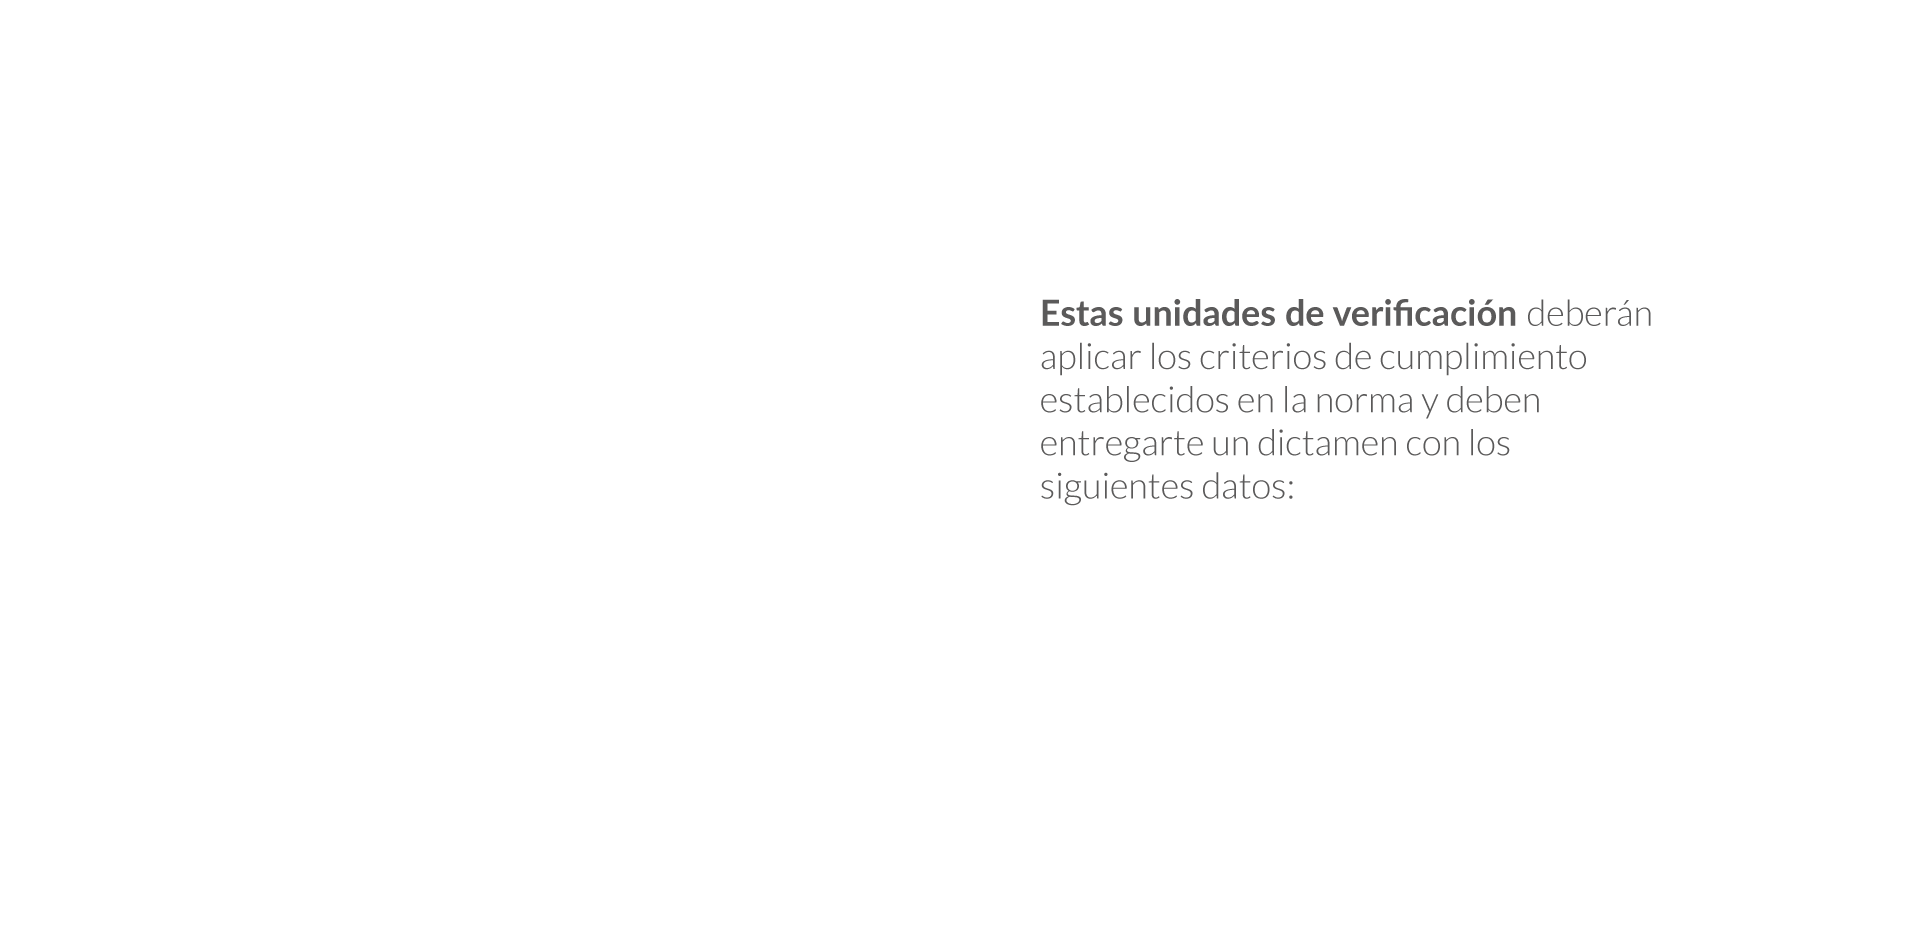 Estas unidades de verificación deberán
aplicar los criterios de cumplimiento
establecidos en la norma y deben
entregarte un dictamen con los
siguientes datos: